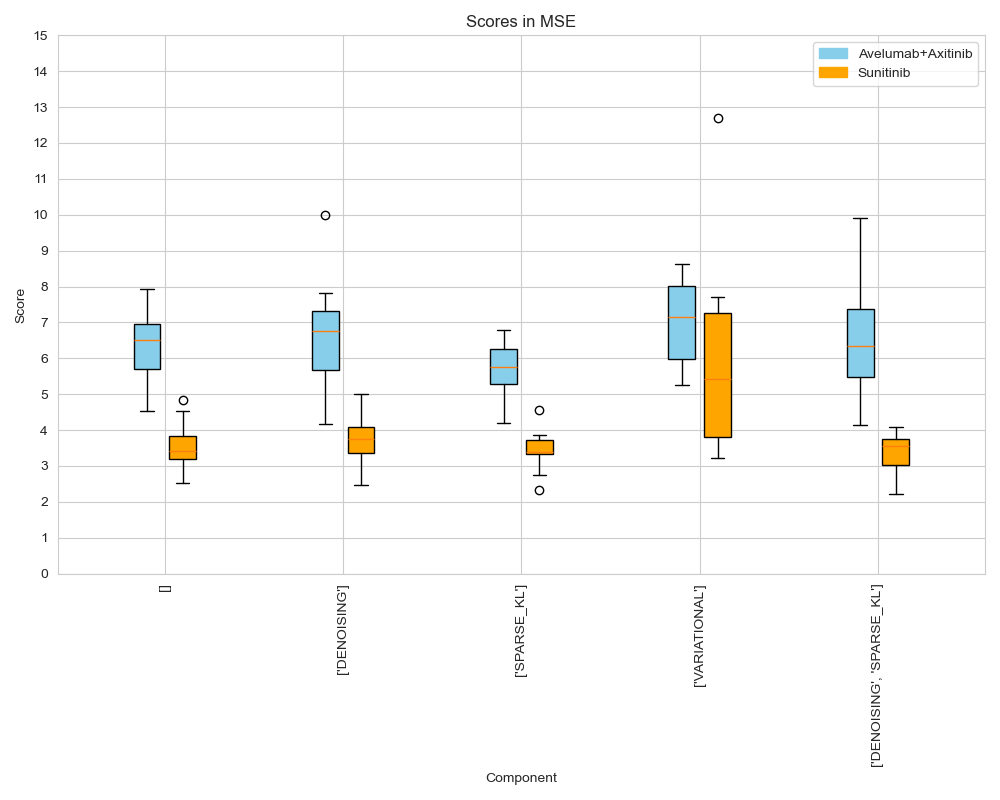 Scores in MSE
Avelumab+Axitinib
Sunitinib
Score
15
14
13
12
11
10
9
8
7
6
5
4
3
2
1
0
[]
['DENOISING']
['SPARSE_KL']
['VARIATIONAL']
['DENOISING', 'SPARSE_KL']
Component